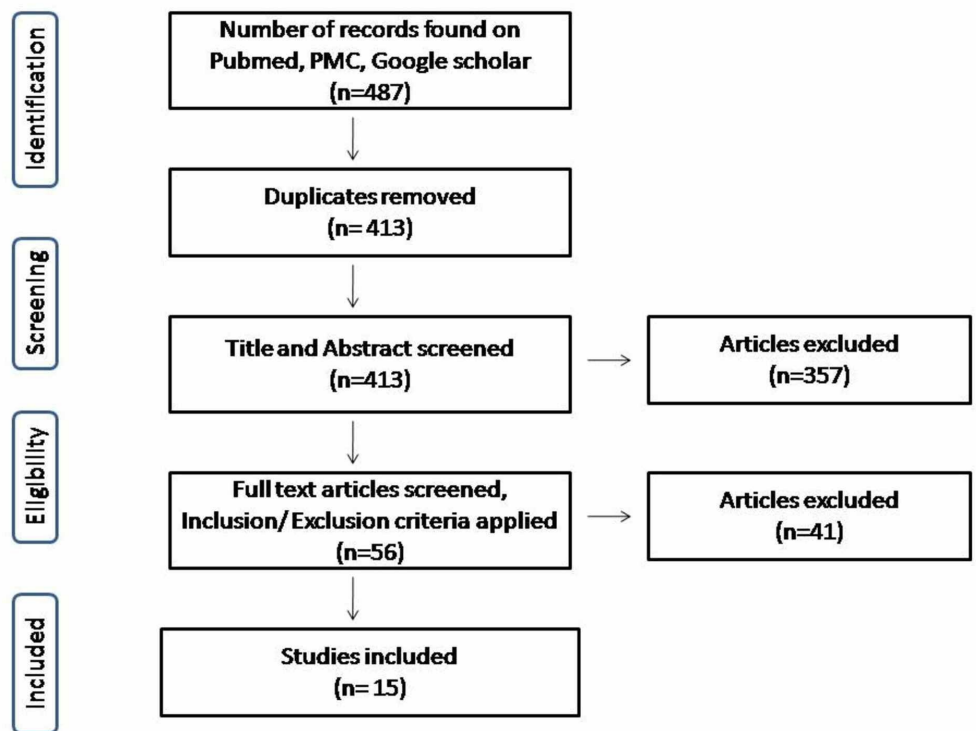 Identification
Number of records found on
Pubmed, PMC, Google scholar
(n=487)
Duplicates removed
(n= 413)
Screening
Title and Abstract screened
(n=413)
Articles excluded
(n=357)
Eligibility
Full text articles screened,
Inclusion/Exclusion criteria applied
(n=56)
Articles excluded
(n=41)
Included
Studies included
(n= 15)